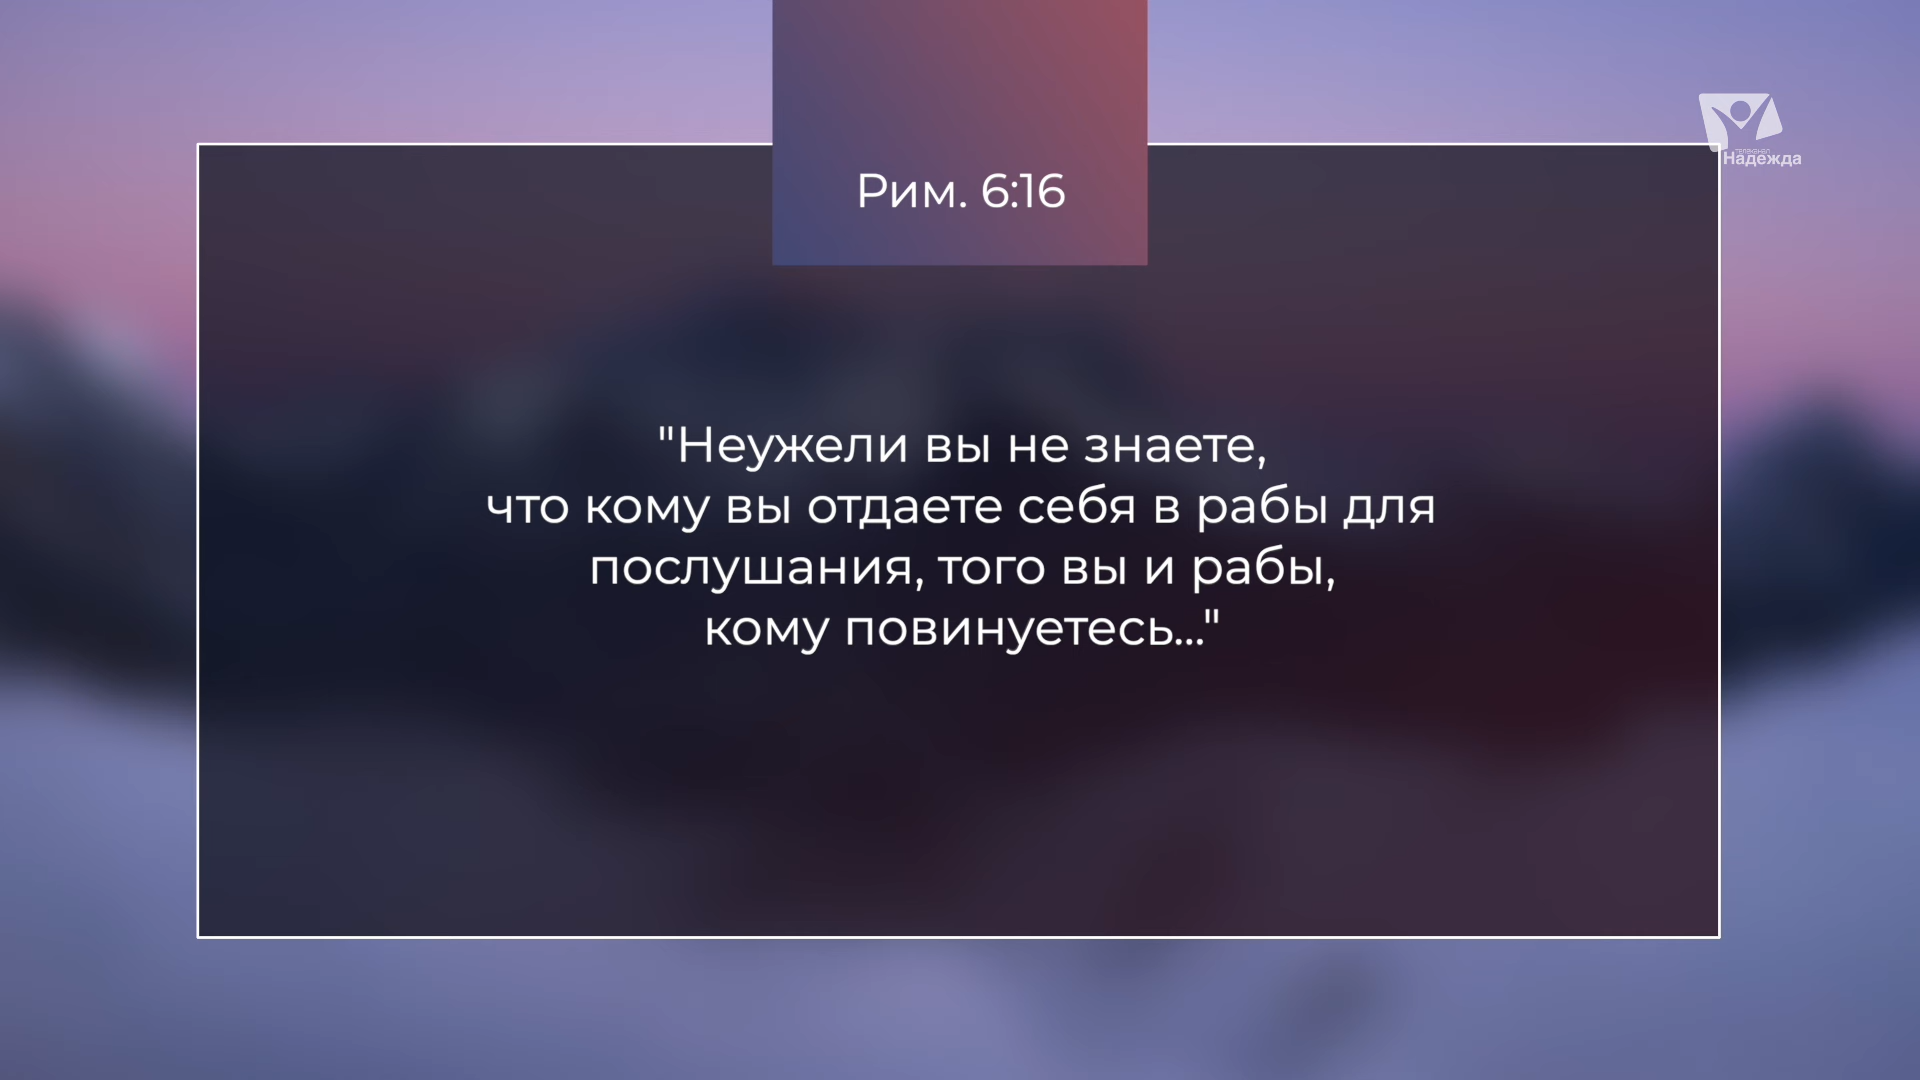 Рим. 6:16
ТЕЛЕКАНАЛ
Надежда
"Неужели вы не знаете,
что кому вы отдаете себя в рабы для
послушания, того вы и рабы,
кому повинуетесь..."